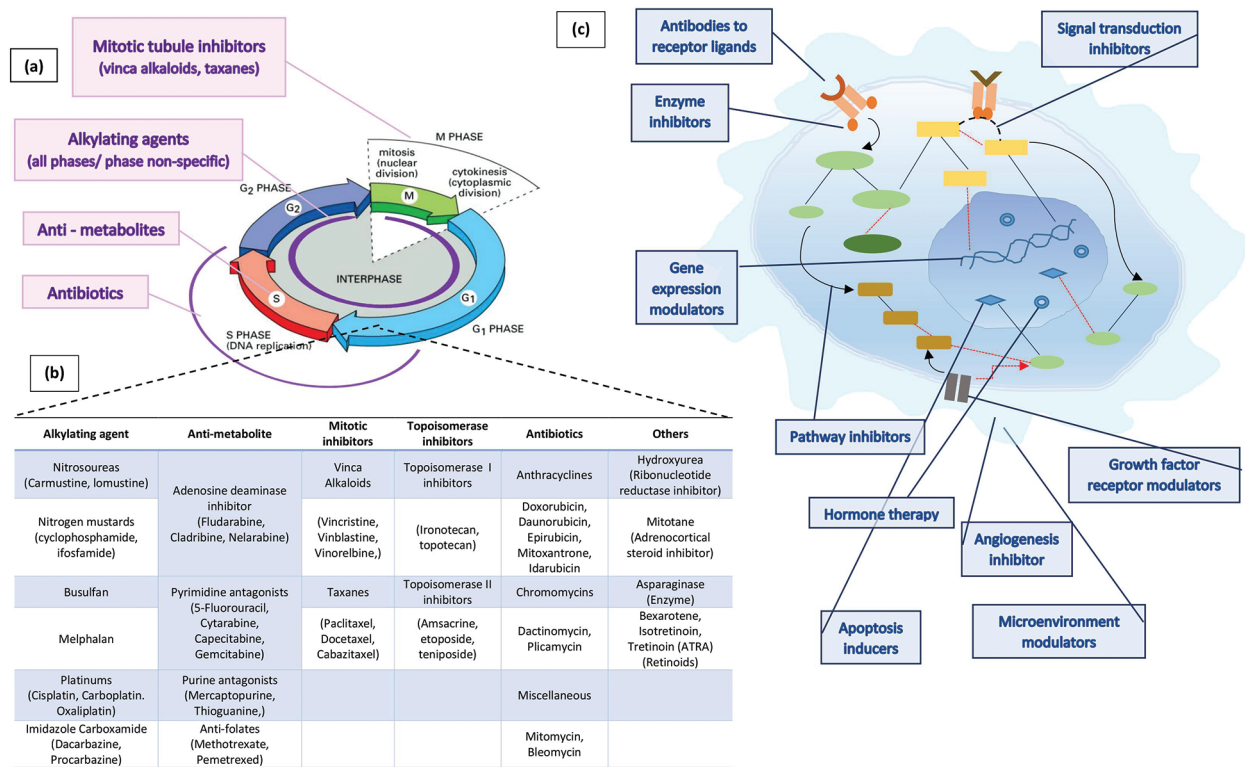 (a)
Mitotic tubule inhibitors
(vinca alkaloids, taxanes)
Alkylating agents
(all phases/ phase non-specific)
Anti - metabolites
Antibiotics
M PHASE
mitosis
(nuclear
division)
cytokinesis
(cytoplasmic
division)
G2 PHASE
G2
M
INTERPHASE
S
G1
G1 PHASE
S PHASE
(DNA replication)
(b)
Alkylating agent
Anti-metabolite
Mitotic
inhibitors
Topoisomerase
inhibitors
Antibiotics
Others
Nitrosoureas
(Carmustine, lomustine)
Adenosine deaminase
inhibitor
(Fludarabine,
Cladribine, Nelarabine)
Vinca
Alkaloids
Topoisomerase I
inhibitors
Anthracyclines
Hydroxyurea
(Ribonucleotide
reductase inhibitor)
Nitrogen mustards
(cyclophosphamide,
ifosfamide)
(Vincristine,
Vinblastine,
Vinorelbine,)
(Ironotecan,
topotecan)
Doxorubicin,
Daunorubicin,
Epirubicin,
Mitoxantrone,
Idarubicin
Mitotane
(Adrenocortical
steroid inhibitor)
Busulfan
Pyrimidine antagonists
(5-Fluorouracil,
Cytarabine,
Capecitabine,
Gemcitabine)
Taxanes
Topoisomerase II
inhibitors
Chromomycins
Asparaginase
(Enzyme)
Melphalan
(Paclitaxel,
Docetaxel,
Cabazitaxel)
(Amsacrine,
etoposide,
teniposide)
Dactinomycin,
Plicamycin
Bexarotene,
Isotretinoin,
Tretinoin (ATRA)
(Retinoids)
Platinums
(Cisplatin, Carboplatin.
Oxaliplatin)
Purine antagonists
(Mercaptopurine,
Thioguanine,)
Miscellaneous
Imidazole Carboxamide
(Dacarbazine,
Procarbazine)
Anti-folates
(Methotrexate,
Pemetrexed)
Mitomycin,
Bleomycin
(c)
Antibodies to
receptor ligands
Signal transduction
inhibitors
Enzyme
inhibitors
Gene
expression
modulators
Pathway inhibitors
Growth factor
receptor modulators
Hormone therapy
Angiogenesis
inhibitor
Apoptosis
inducers
Microenvironment
modulators